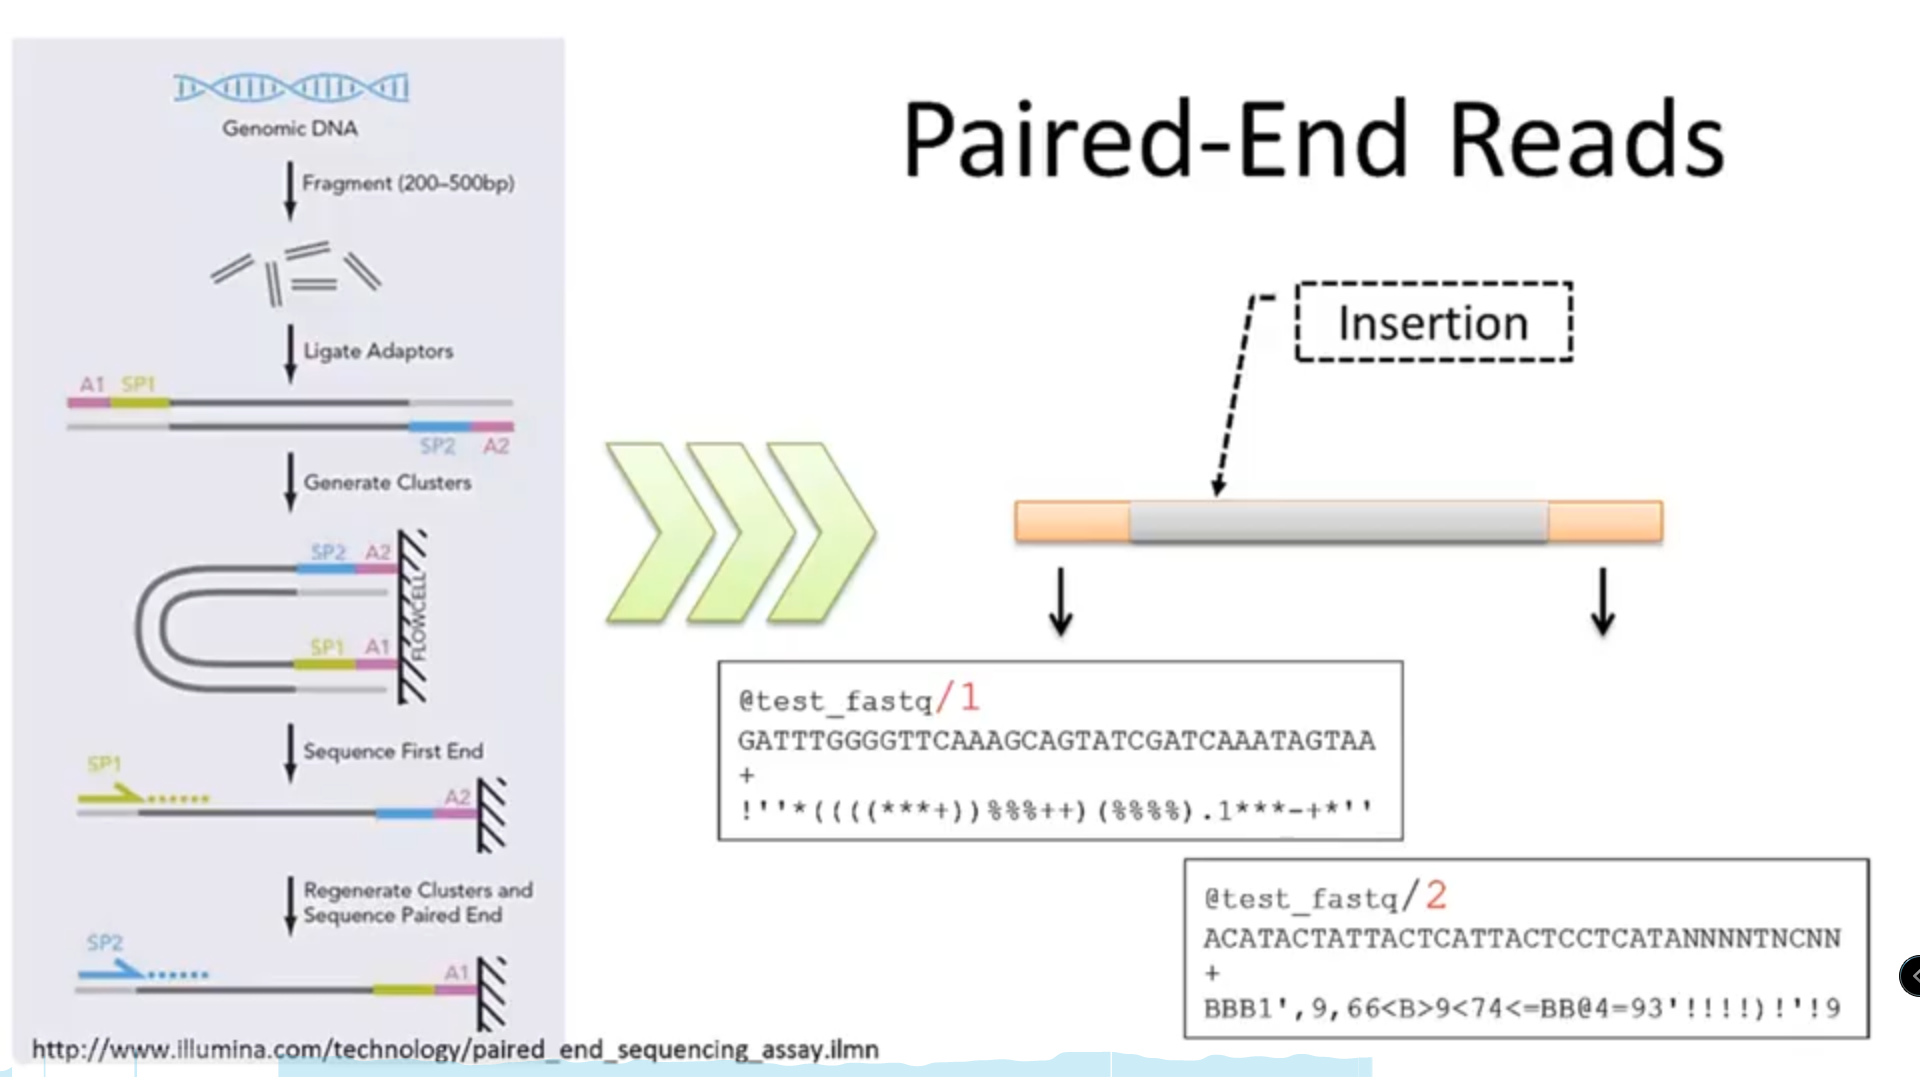 Paired-End Reads
Genomic DNA
Fragment (200–500bp)
Ligate Adaptors
A1 SP1
SP2 A2
Generate Clusters
SP2 A2
FLOWCELL
SP1 A1
Sequence First End
SP1
A2
Regenerate Clusters and
Sequence Paired End
SP2
A1
http://www.illumina.com/technology/paired_end_sequencing_assay.ilmn
Insertion
@test_fastq/1
GATTTGGGGTTCAAAGCAGTATCGATCAAATAGTAA
+
!''*((((***+))%%%++)(%%%%).1***-+*''
@test_fastq/2
ACATACTATTACTCATTACTCCTCATANNNNTNCNN
+
BBB1',9,66<B>9<74<=BB@4=93'!!!!)!'!9